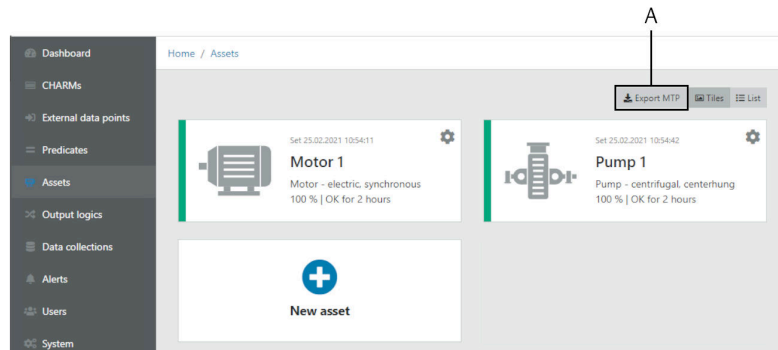 A
Dashboard
CHARMs
External data points
Predicates
Assets
Output logics
Data collections
Alerts
Users
System
Home / Assets
Export MTP Tiles List
Set 25.02.2021 10:54:11
Motor 1
Motor - electric, synchronous
100 % | OK for 2 hours
Set 25.02.2021 10:54:42
Pump 1
Pump - centrifugal, centerhung
100 % | OK for 2 hours
New asset